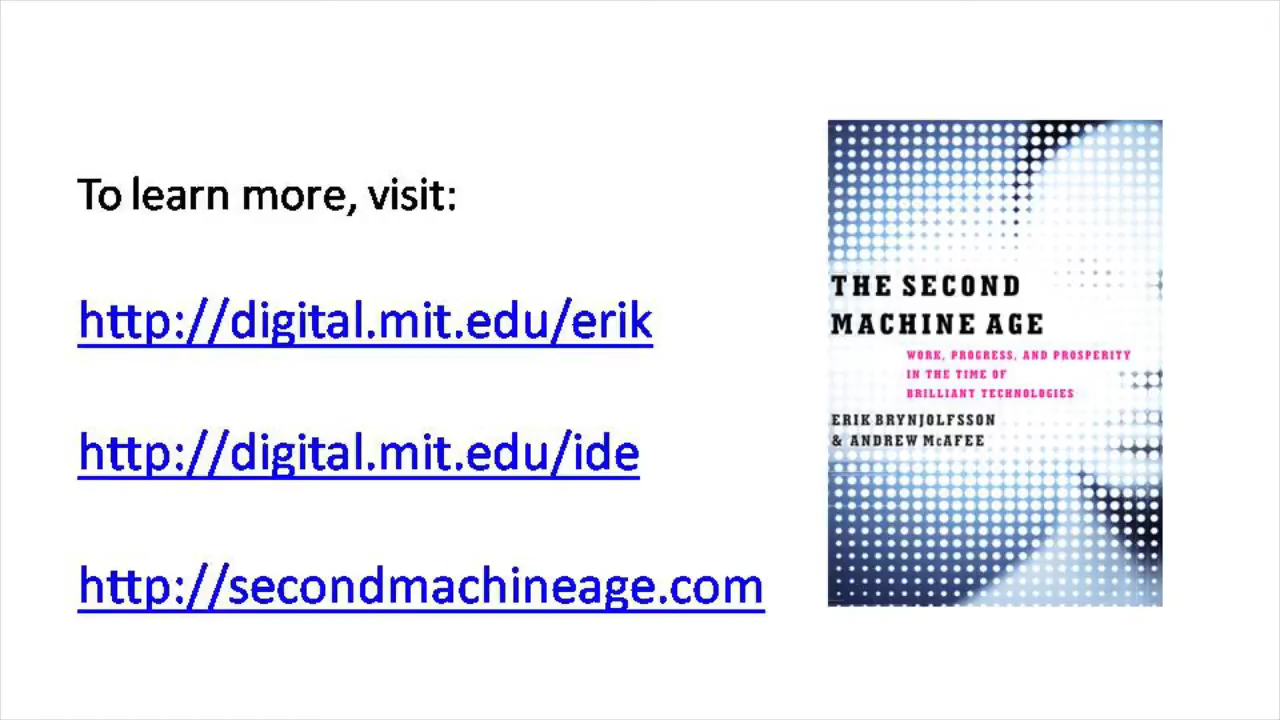 To learn more, visit:
http://digital.mit.edu/erik
http://digital.mit.edu/ide
http://secondmachineage.com
THE SECOND
MACHINE AGE
WORK, PROGRESS, AND PROSPERITY
IN THE TIME OF
BRILLIANT TECHNOLOGIES
ERIK BRYNJOLFSSON
& ANDREW McAFEE